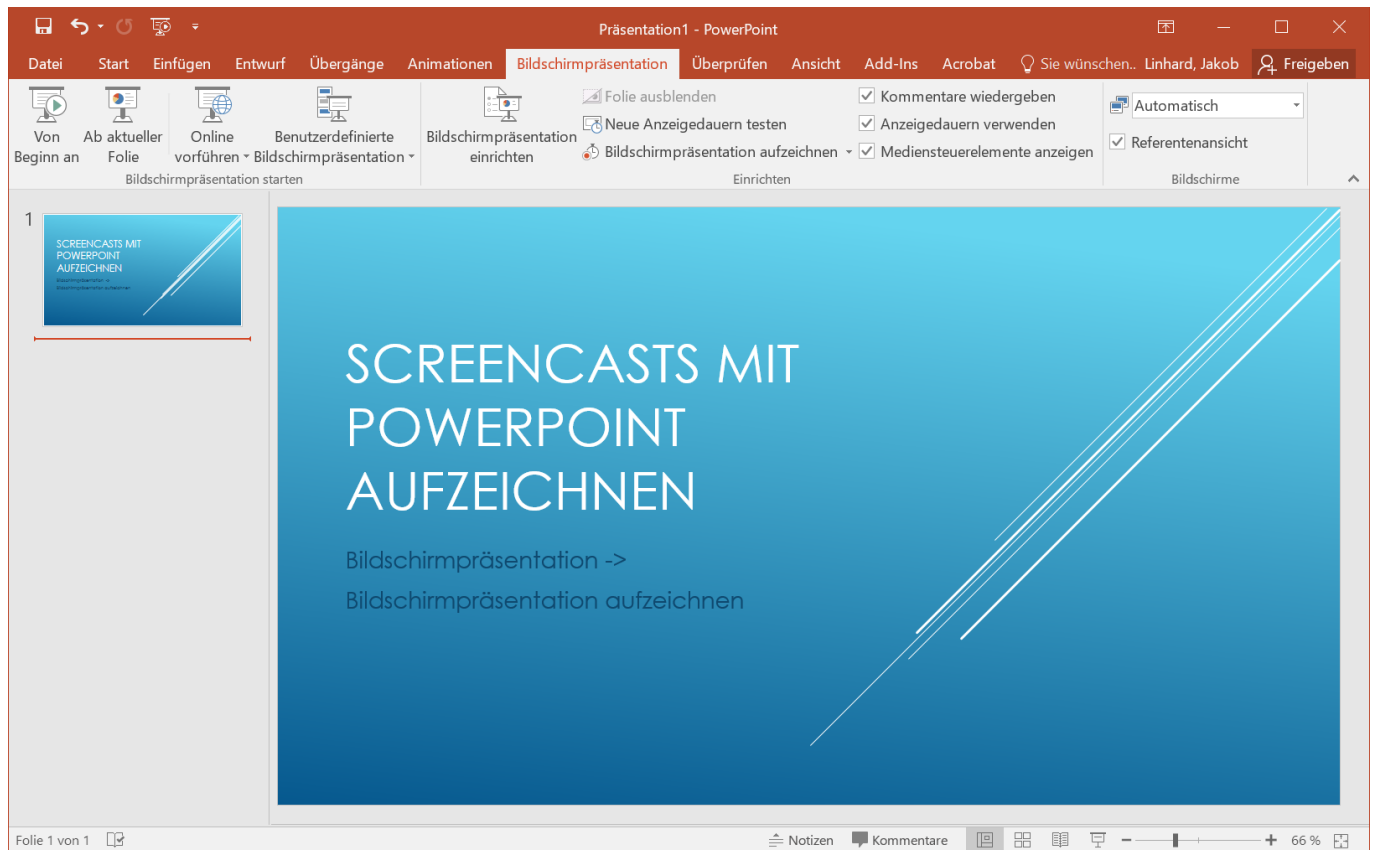 Präsentation1 - PowerPoint
Datei Start Einfügen Entwurf Übergänge Animationen Bildschirmpräsentation Überprüfen Ansicht Add-Ins Acrobat Sie wünschen.. Linhard, Jakob Freigeben
Von Beginn an
Ab aktueller Folie
Online vorführen
Benutzerdefinierte Bildschirmpräsentation
Bildschirmpräsentation starten
Bildschirmpräsentation einrichten
Folie ausblenden
Neue Anzeigedauern testen
Bildschirmpräsentation aufzeichnen
Kommentare wiedergeben
Anzeigedauern verwenden
Mediensteuerelemente anzeigen
Einrichten
Automatisch
Referentenansicht
Bildschirme
1
SCREENCASTS MIT
POWERPOINT
AUFZEICHNEN
Bildschirmpräsentation ->
Bildschirmpräsentation aufzeichnen
SCREENCASTS MIT
POWERPOINT
AUFZEICHNEN
Bildschirmpräsentation ->
Bildschirmpräsentation aufzeichnen
Folie 1 von 1 Notizen Kommentare 66 %